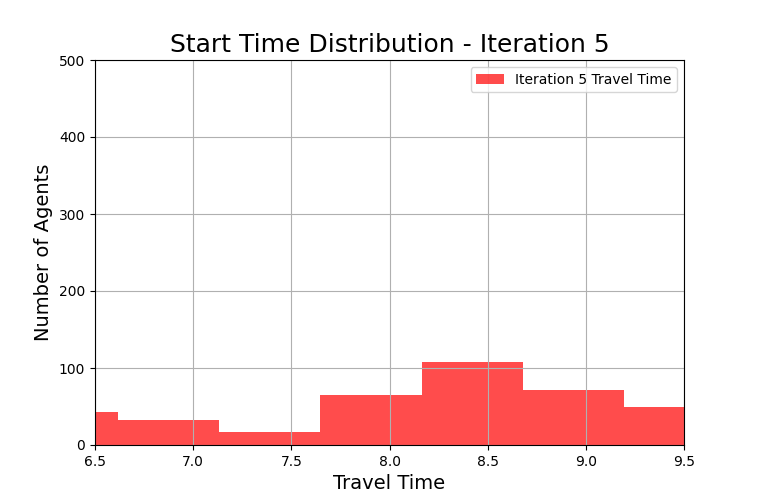 Start Time Distribution - Iteration 5
Iteration 5 Travel Time
Number of Agents
500
400
300
200
100
0
6.5 7.0 7.5 8.0 8.5 9.0 9.5
Travel Time